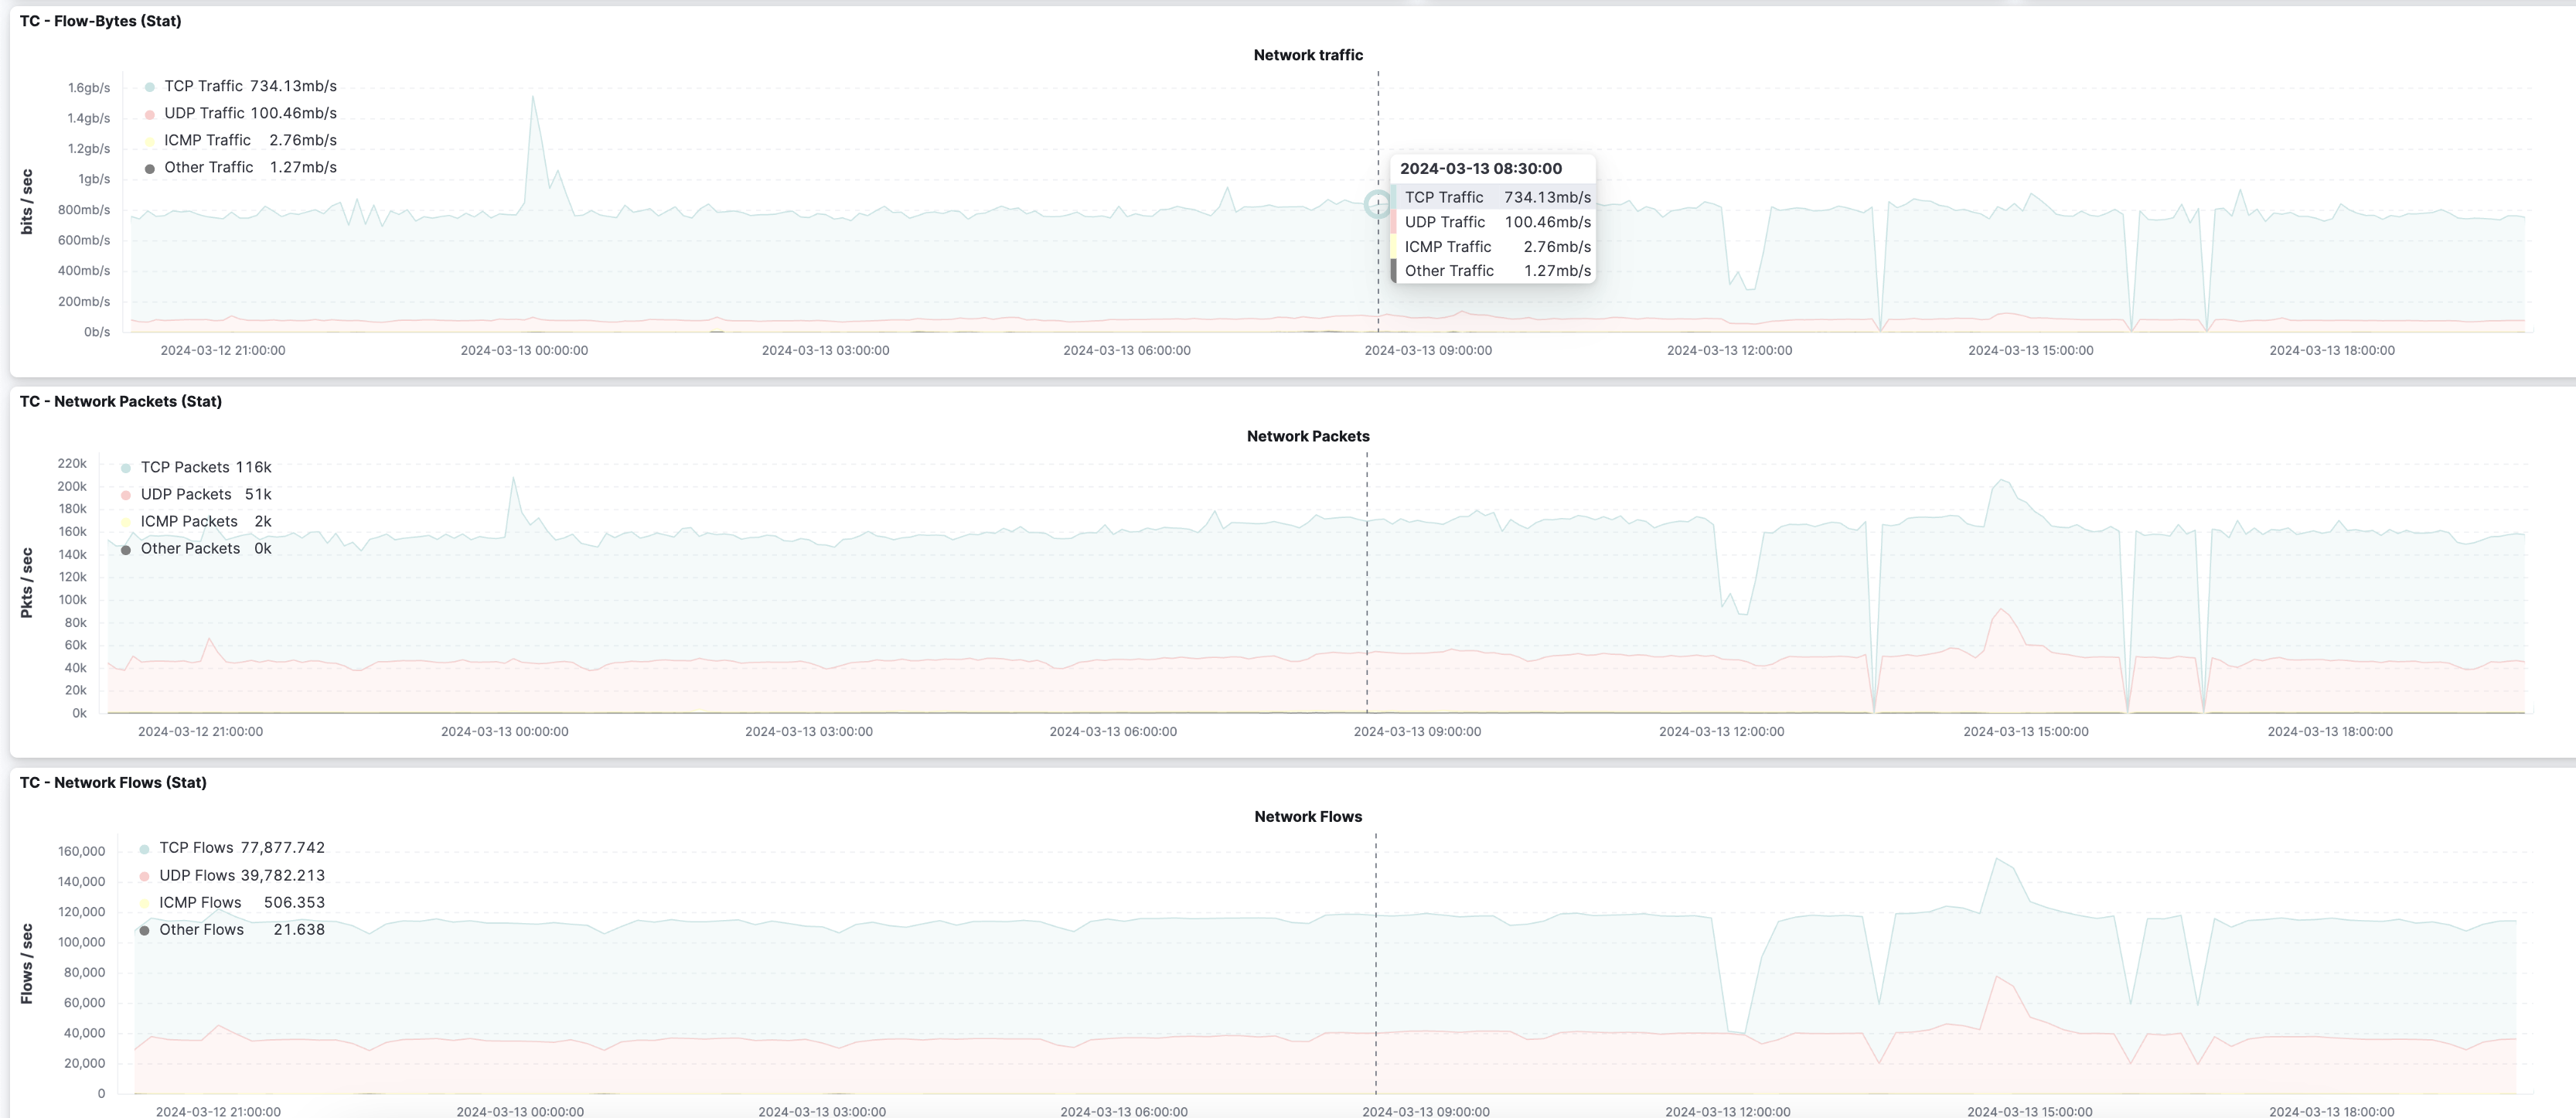 TC - Flow-Bytes (Stat)
Network traffic
bits / sec
1.6gb/s
1.4gb/s
1.2gb/s
1gb/s
800mb/s
600mb/s
400mb/s
200mb/s
0b/s
TCP Traffic 734.13mb/s
UDP Traffic 100.46mb/s
ICMP Traffic 2.76mb/s
Other Traffic 1.27mb/s
2024-03-13 08:30:00
TCP Traffic 734.13mb/s
UDP Traffic 100.46mb/s
ICMP Traffic 2.76mb/s
Other Traffic 1.27mb/s
2024-03-12 21:00:00 2024-03-13 00:00:00 2024-03-13 03:00:00 2024-03-13 06:00:00 2024-03-13 09:00:00 2024-03-13 12:00:00 2024-03-13 15:00:00 2024-03-13 18:00:00
TC - Network Packets (Stat)
Network Packets
Pkts / sec
220k
200k
180k
160k
140k
120k
100k
80k
60k
40k
20k
0k
TCP Packets 116k
UDP Packets 51k
ICMP Packets 2k
Other Packets 0k
2024-03-12 21:00:00 2024-03-13 00:00:00 2024-03-13 03:00:00 2024-03-13 06:00:00 2024-03-13 09:00:00 2024-03-13 12:00:00 2024-03-13 15:00:00 2024-03-13 18:00:00
TC - Network Flows (Stat)
Network Flows
Flows / sec
160,000
140,000
120,000
100,000
80,000
60,000
40,000
20,000
0
TCP Flows 77,877.742
UDP Flows 39,782.213
ICMP Flows 506.353
Other Flows 21.638
2024-03-12 21:00:00 2024-03-13 00:00:00 2024-03-13 03:00:00 2024-03-13 06:00:00 2024-03-13 09:00:00 2024-03-13 12:00:00 2024-03-13 15:00:00 2024-03-13 18:00:00